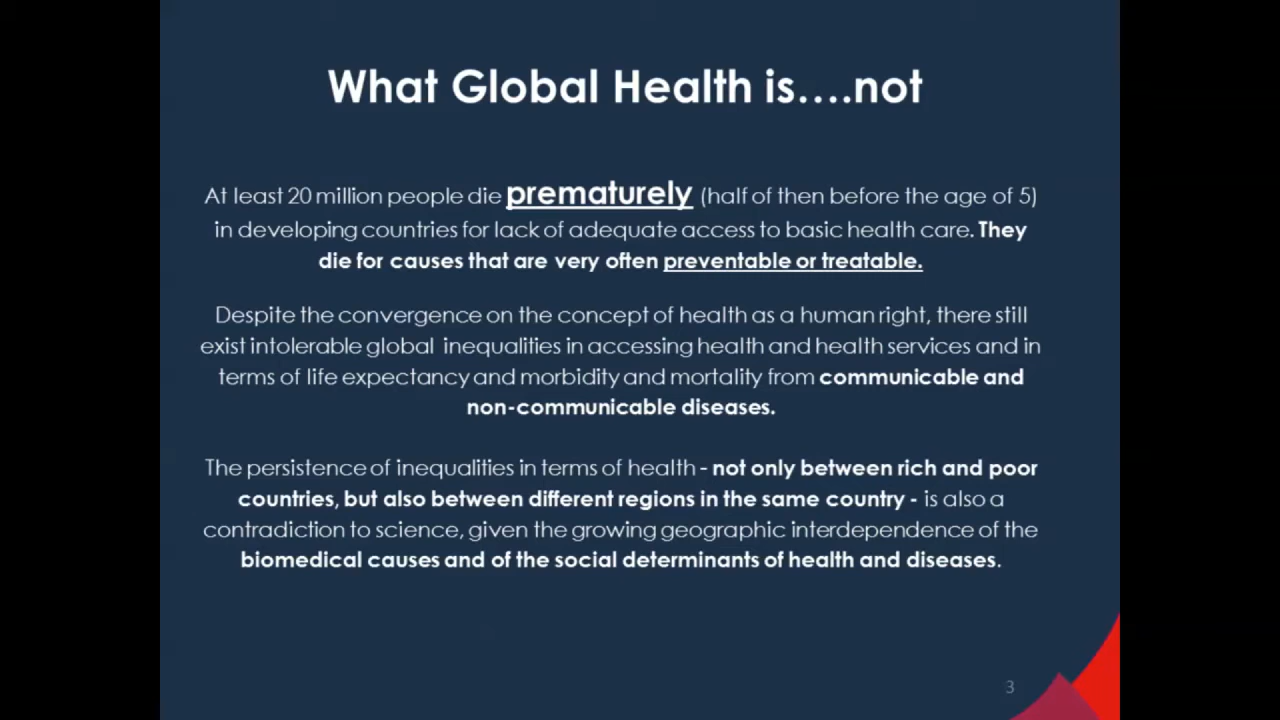 What Global Health is….not
At least 20 million people die prematurely (half of then before the age of 5)
in developing countries for lack of adequate access to basic health care. They
die for causes that are very often preventable or treatable.
Despite the convergence on the concept of health as a human right, there still
exist intolerable global inequalities in accessing health and health services and in
terms of life expectancy and morbidity and mortality from communicable and
non-communicable diseases.
The persistence of inequalities in terms of health - not only between rich and poor
countries, but also between different regions in the same country - is also a
contradiction to science, given the growing geographic interdependence of the
biomedical causes and of the social determinants of health and diseases.
3